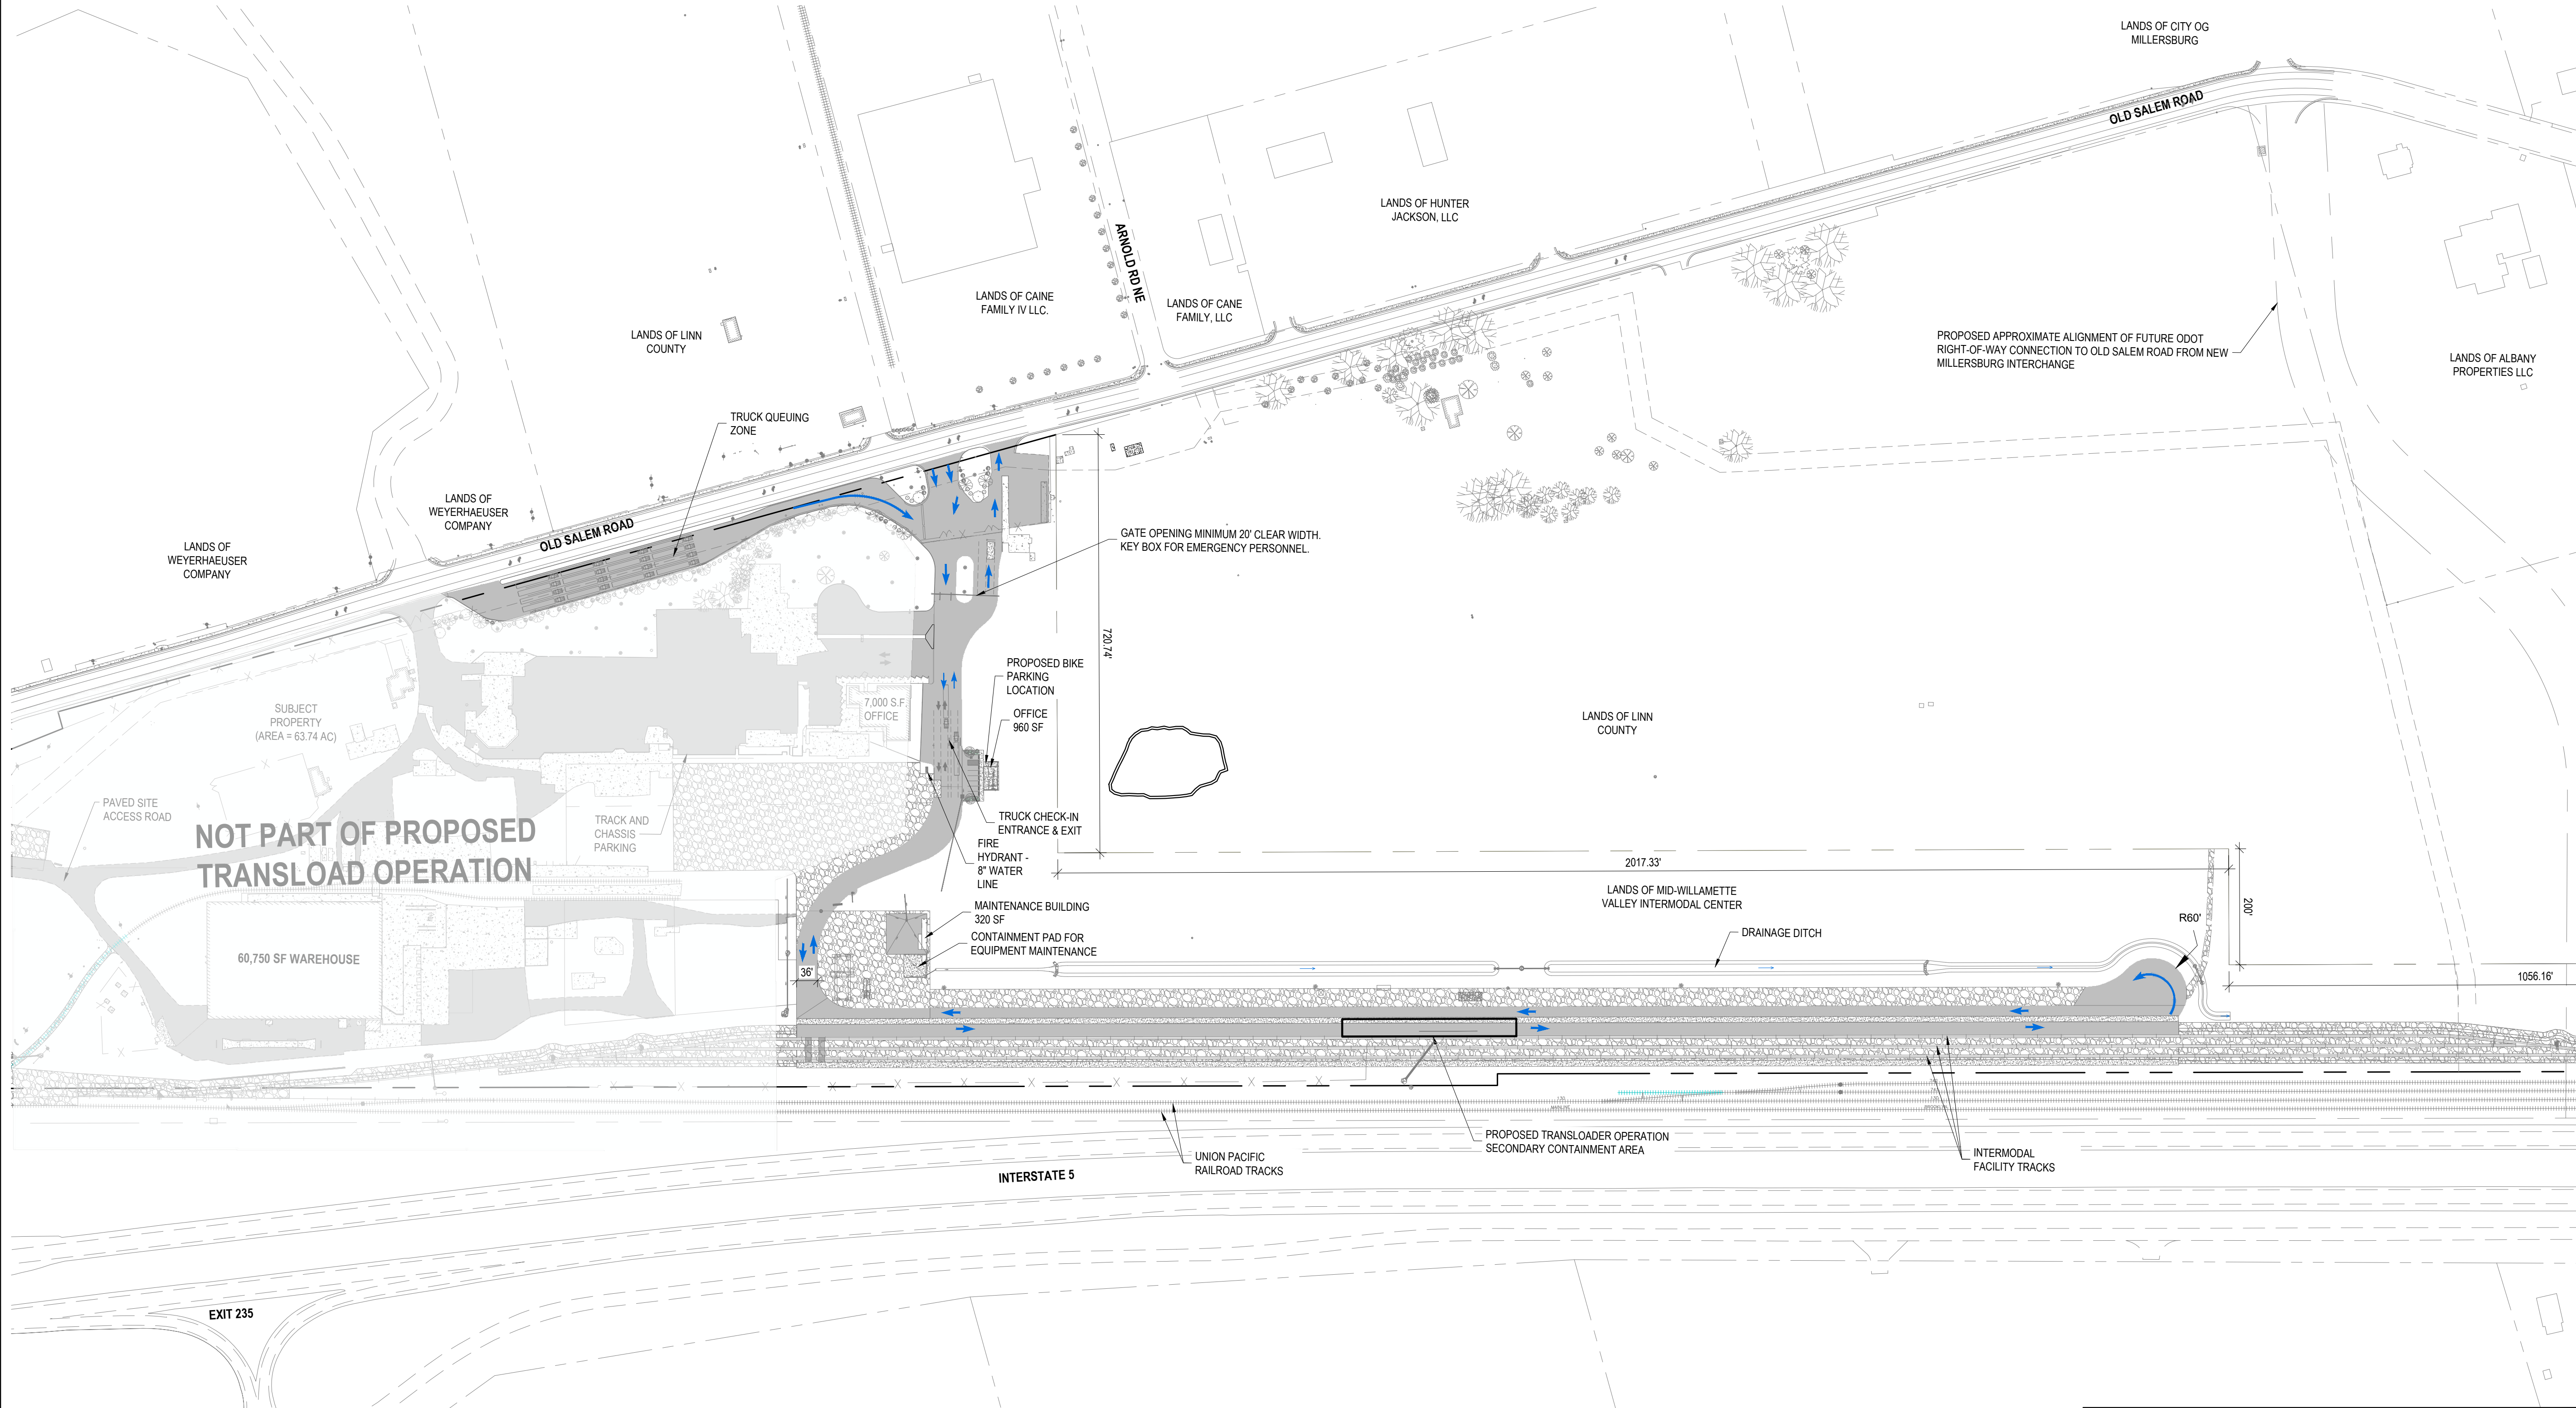 LANDS OF CITY OG
MILLERSBURG
OLD SALEM ROAD
LANDS OF HUNTER
JACKSON, LLC
ARNOLD RD NE
LANDS OF CAINE
FAMILY IV LLC.
LANDS OF CANE
FAMILY, LLC
LANDS OF LINN
COUNTY
PROPOSED APPROXIMATE ALIGNMENT OF FUTURE ODOT
RIGHT-OF-WAY CONNECTION TO OLD SALEM ROAD FROM NEW
MILLERSBURG INTERCHANGE
LANDS OF ALBANY
PROPERTIES LLC
TRUCK QUEUING
ZONE
LANDS OF
WEYERHAEUSER
COMPANY
OLD SALEM ROAD
LANDS OF
WEYERHAEUSER
COMPANY
GATE OPENING MINIMUM 20' CLEAR WIDTH.
KEY BOX FOR EMERGENCY PERSONNEL.
720.74'
PROPOSED BIKE
PARKING
LOCATION
OFFICE
960 SF
7,000 S.F.
OFFICE
SUBJECT
PROPERTY
(AREA = 63.74 AC)
LANDS OF LINN
COUNTY
PAVED SITE
ACCESS ROAD
NOT PART OF PROPOSED
TRANSLOAD OPERATION
TRACK AND
CHASSIS
PARKING
TRUCK CHECK-IN
ENTRANCE & EXIT
FIRE
HYDRANT -
8" WATER
LINE
2017.33'
LANDS OF MID-WILLAMETTE
VALLEY INTERMODAL CENTER
200'
R60'
MAINTENANCE BUILDING
320 SF
CONTAINMENT PAD FOR
EQUIPMENT MAINTENANCE
DRAINAGE DITCH
60,750 SF WAREHOUSE
36'
1056.16'
PROPOSED TRANSLOADER OPERATION
SECONDARY CONTAINMENT AREA
UNION PACIFIC
RAILROAD TRACKS
INTERMODAL
FACILITY TRACKS
INTERSTATE 5
EXIT 235